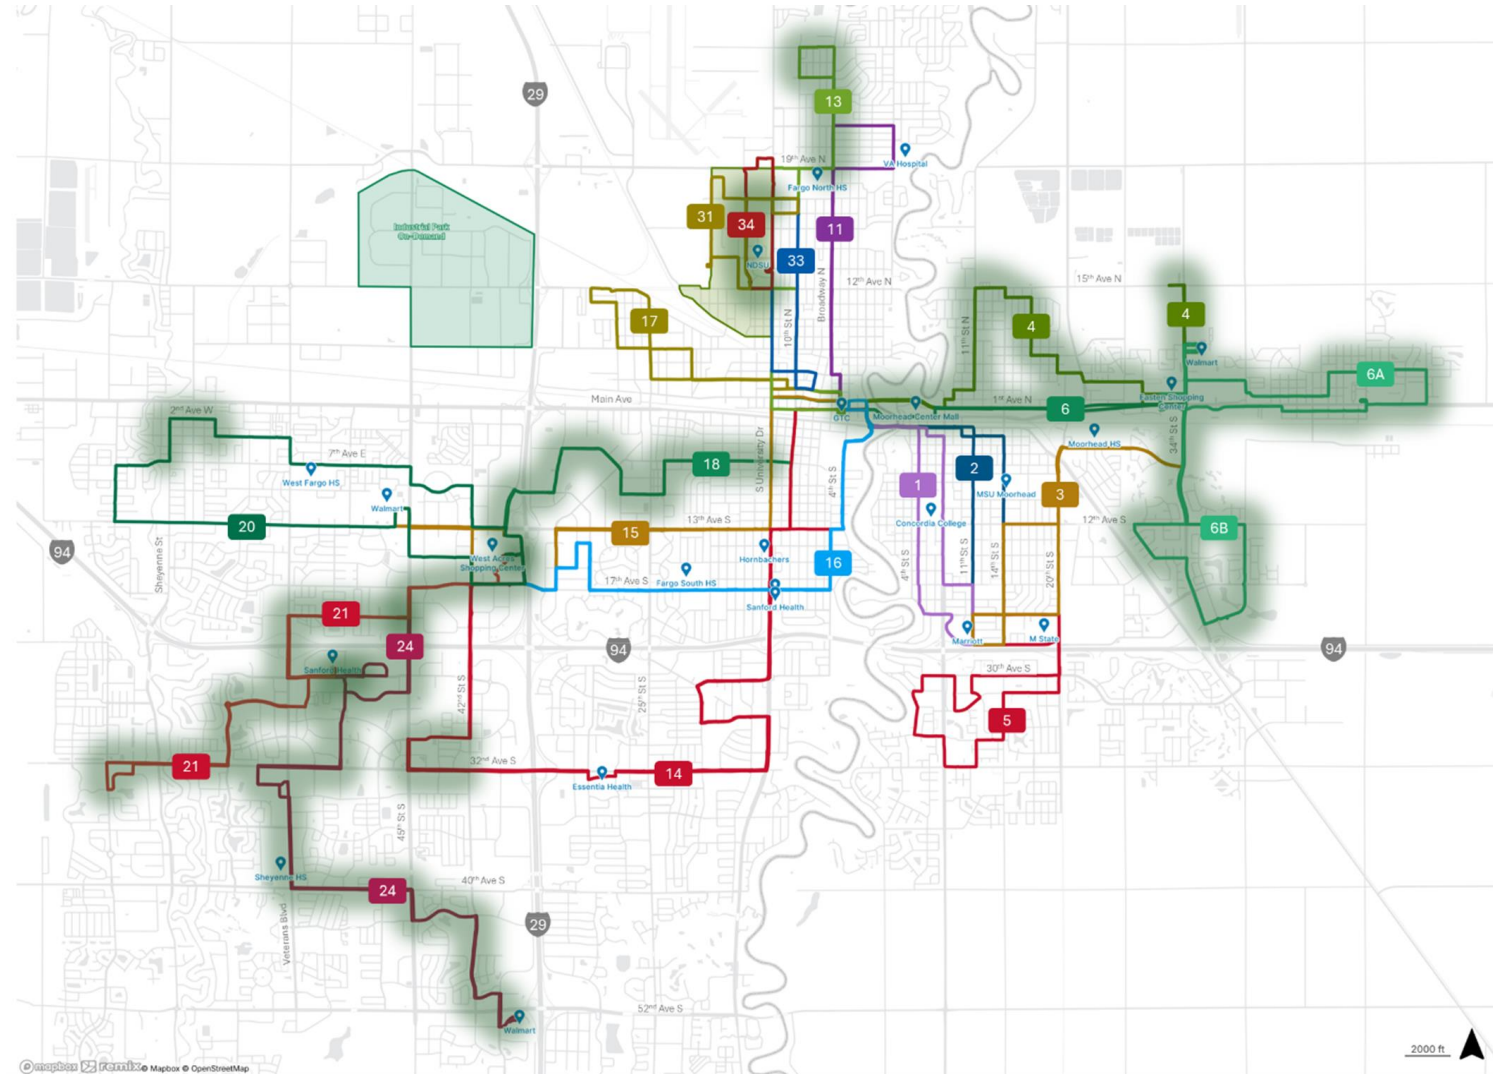 29
13
19th Ave N
VA Hospital
Fargo North HS
31
34
11
Industrial Park
On-Demand
NDSU
33
Broadway N
12th Ave N
15th Ave N
17
10th St N
11th St N
4
4
Walmart
6A
Main Ave
1st Ave N
6
Fasten Shopping
Center
GTC
Moorhead Center Mall
2nd Ave W
7th Ave E
West Fargo HS
18
S University Dr
34th St S
Moorhead HS
1
2
3
MSU Moorhead
4th St S
Walmart
20
13th Ave S
15
Concordia College
12th Ave S
6B
94
Sheyenne St
West Acres
Shopping Center
Hornbachers
16
4th St S
11th St S
14th St S
20th St S
17th Ave S
Fargo South HS
Sanford Health
21
24
94
Marriott
M State
94
Sanford Health
30th Ave S
42nd St S
25th St S
5
21
32nd Ave S
14
Essentia Health
45th St S
Sheyenne HS
24
40th Ave S
29
Veterans Blvd
Walmart
52nd Ave S
2000 ft
mapbox remix © Mapbox © OpenStreetMap